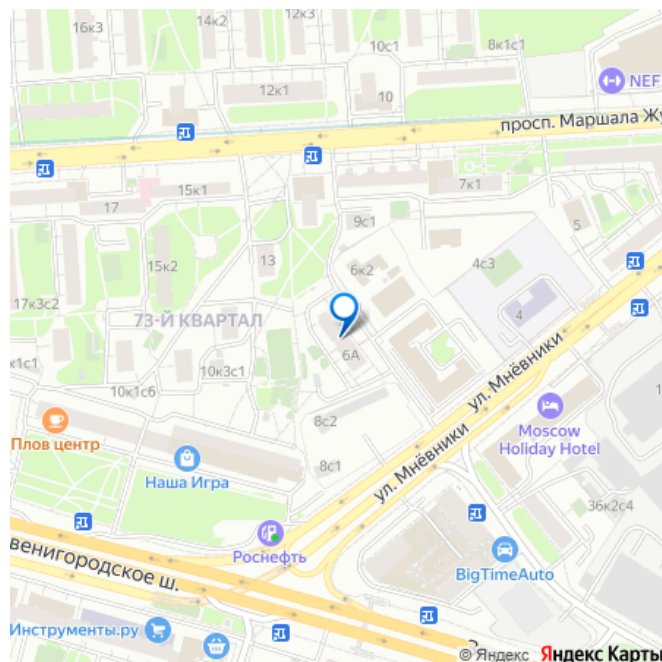 16к3
14к2
10с1
8к1с1
NEF
12к1
10
просп. Маршала Жу
15к1
7к1
17
9с1
5
13
6к2
4с3
15к2
17к3с2
4
73-Й КВАРТАЛ
6А
к1с1
10к3с1
10к1с6
ул. Мнёвники
8с2
Плов центр
ул. Мнёвники
Moscow
Holiday Hotel
8с1
Наша Игра
36к2с4
Роснефть
венигородское ш.
BigTimeAuto
Инструменты.ру
© Яндекс Яндекс Карты